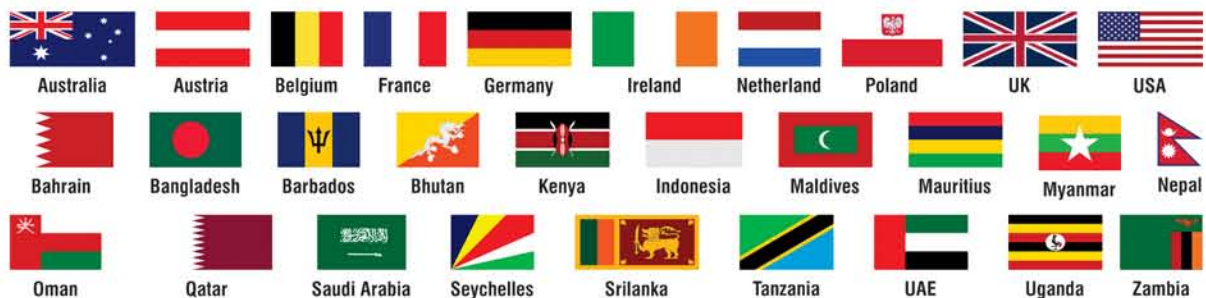 Australia Austria Belgium France Germany Ireland Netherland Poland UK USA
Bahrain Bangladesh Barbados Bhutan Kenya Indonesia Maldives Mauritius Myanmar Nepal
Oman Qatar Saudi Arabia Seychelles Srilanka Tanzania UAE Uganda Zambia